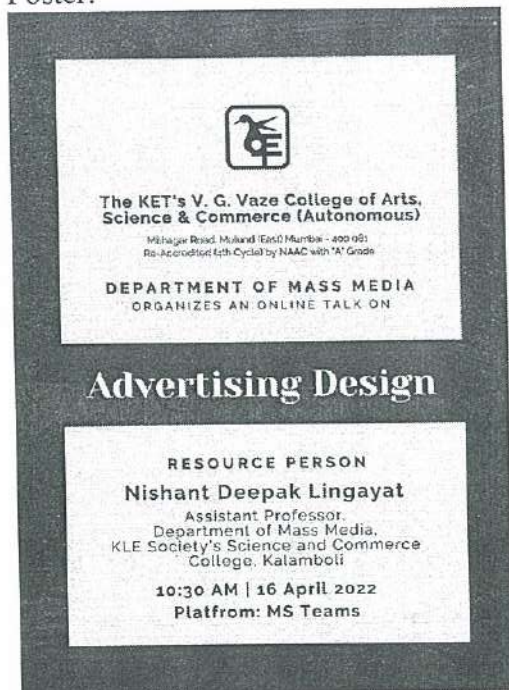 Poster:
The KET's V. G. Vaze College of Arts,
Science & Commerce (Autonomous)
Mithagar Road, Mulund (East) Mumbai - 400 081
Re-Accredited (4th Cycle) by NAAC with "A" Grade
DEPARTMENT OF MASS MEDIA
ORGANIZES AN ONLINE TALK ON
Advertising Design
RESOURCE PERSON
Nishant Deepak Lingayat
Assistant Professor,
Department of Mass Media,
KLE Society's Science and Commerce
College, Kalamboli
10:30 AM | 16 April 2022
Platfrom: MS Teams